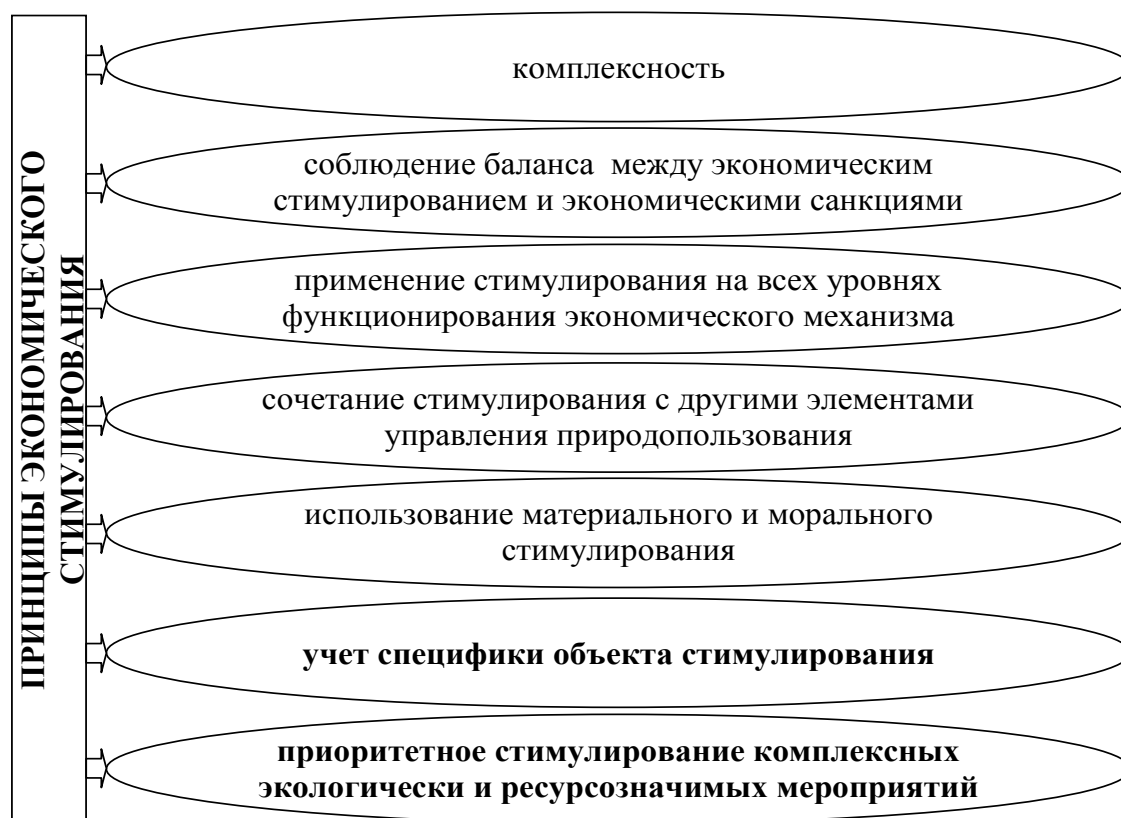 ПРИНЦИПЫ ЭКОНОМИЧЕСКОГО
СТИМУЛИРОВАНИЯ
комплексность
соблюдение баланса между экономическим
стимулированием и экономическими санкциями
применение стимулирования на всех уровнях
функционирования экономического механизма
сочетание стимулирования с другими элементами
управления природопользования
использование материального и морального
стимулирования
учет специфики объекта стимулирования
приоритетное стимулирование комплексных
экологически и ресурсозначимых мероприятий